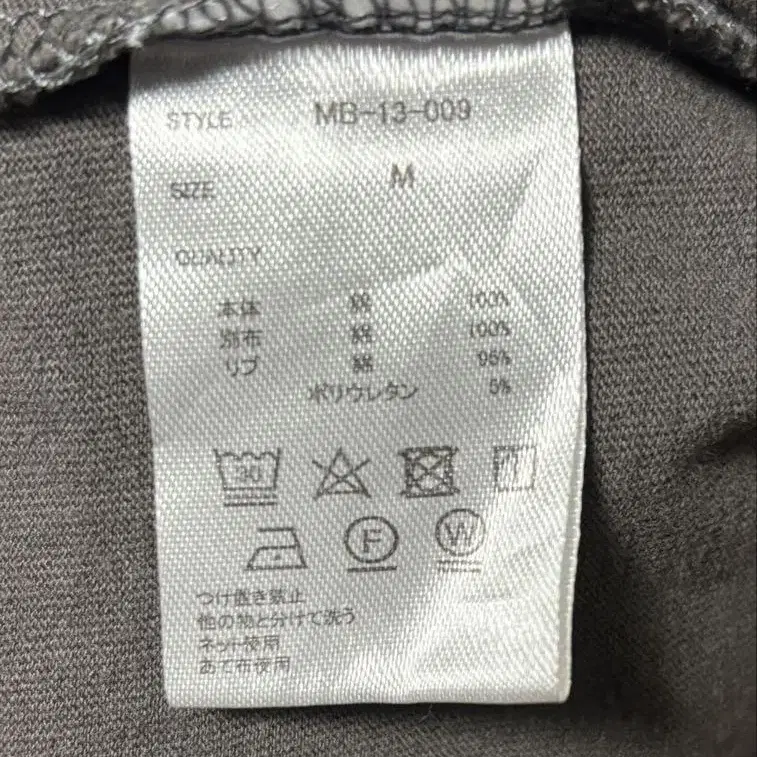 STYLE MB-13-009
SIZE M
QUALITY
本体 綿 100%
別布 綿 100%
リブ 綿 95%
ポリウレタン 5%
30
F W
つけ置き禁止
他の物と分けて洗う
ネット使用
あて布使用